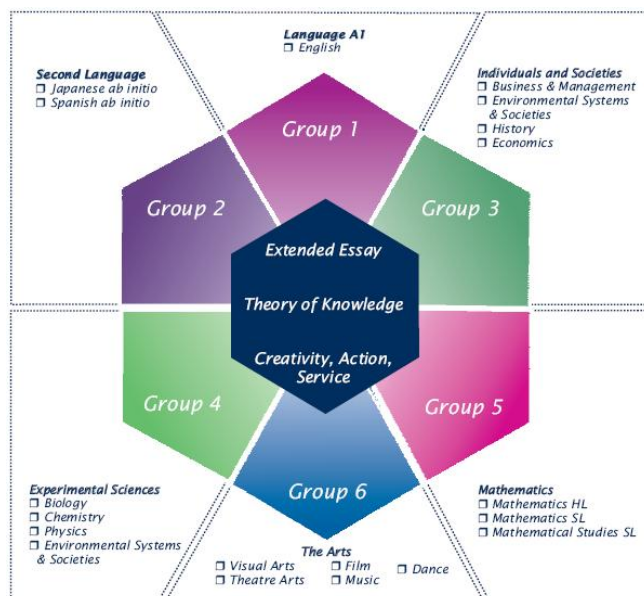 Language A1
❒ English
Second Language
❒ Japanese ab initio
❒ Spanish ab initio
Individuals and Societies
❒ Business & Management
❒ Environmental Systems
& Societies
❒ History
❒ Economics
Group 1
Group 2
Group 3
Extended Essay
Theory of Knowledge
Creativity, Action,
Service
Group 4
Group 5
Group 6
Experimental Sciences
❒ Biology
❒ Chemistry
❒ Physics
❒ Environmental Systems
& Societies
The Arts
❒ Visual Arts ❒ Film ❒ Dance
❒ Theatre Arts ❒ Music
Mathematics
❒ Mathematics HL
❒ Mathematics SL
❒ Mathematical Studies SL